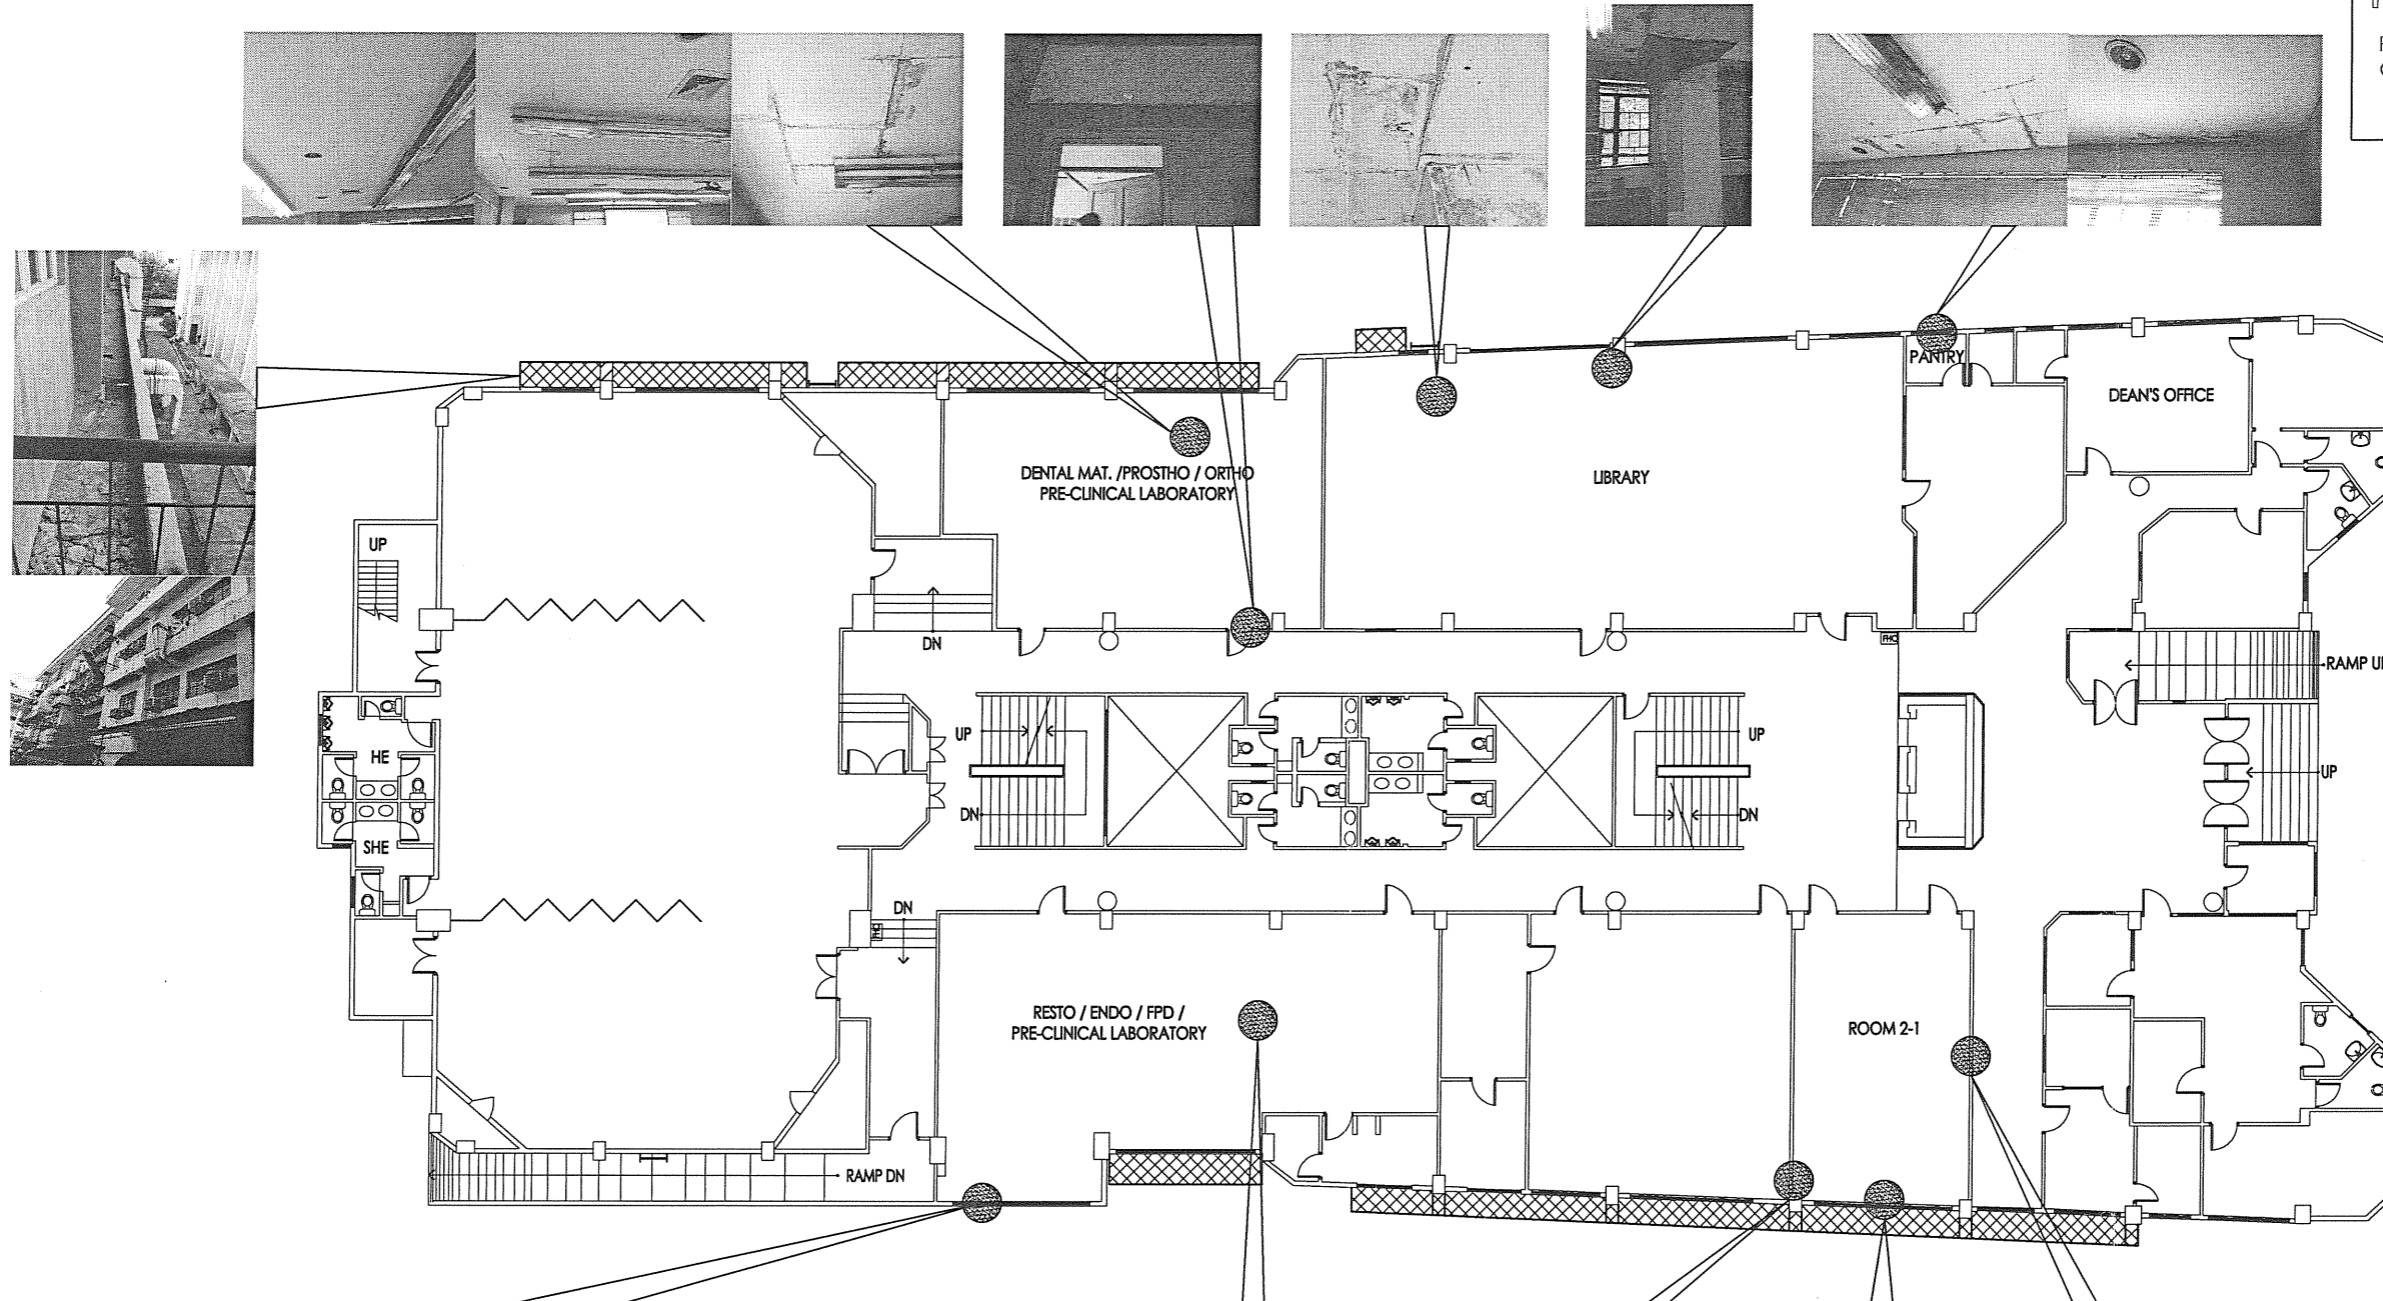 PANTRY
DEAN'S OFFICE
DENTAL MAT. /PROSTHO / ORTHO
PRE-CLINICAL LABORATORY
LIBRARY
UP
DN
FHC
RAMP UP
UP
UP
UP
HE
DN
DN
SHE
DN
RESTO / ENDO / FPD /
PRE-CLINICAL LABORATORY
ROOM 2-1
RAMP DN